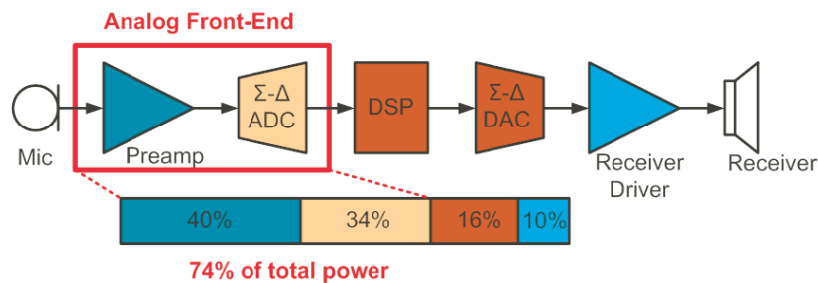 Analog Front-End
Σ-Δ
ADC
DSP
Σ-Δ
DAC
Mic
Preamp
Receiver
Driver
Receiver
40%
34%
16%
10%
74% of total power